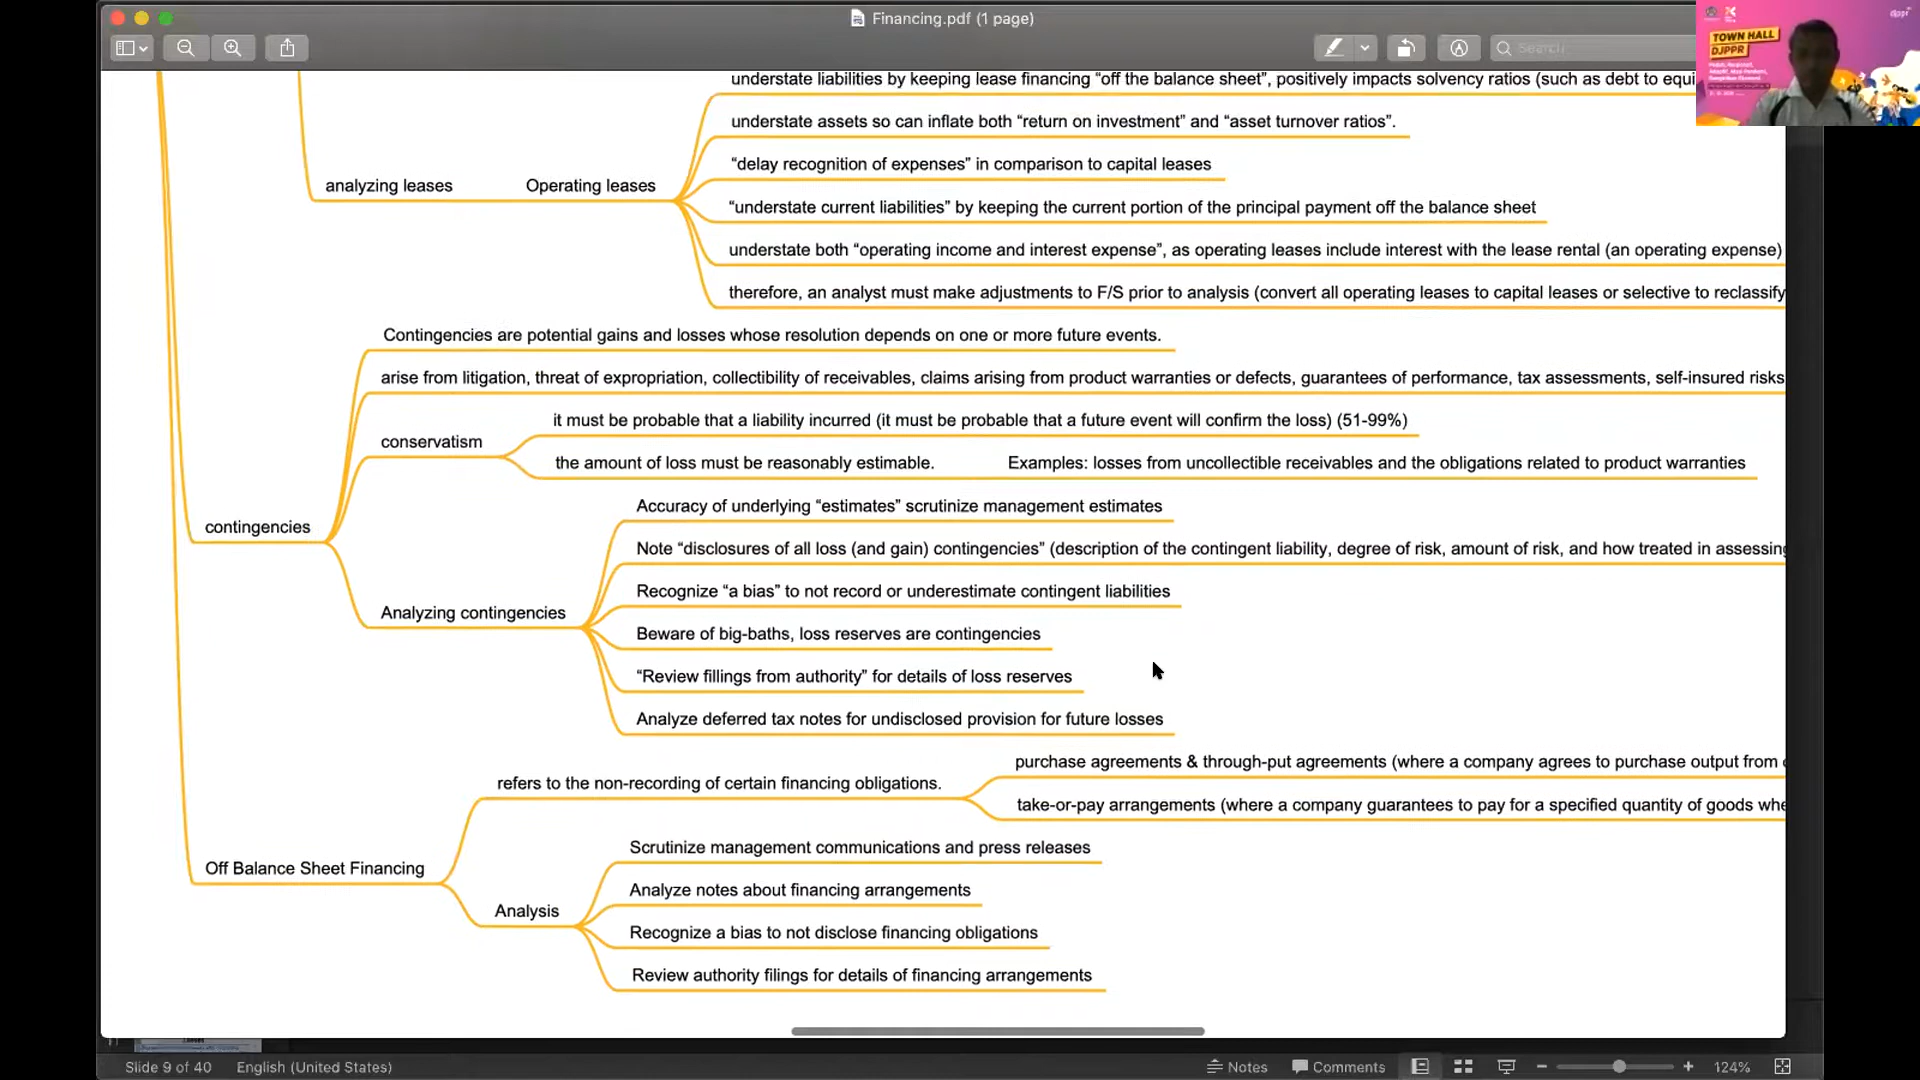 Financing.pdf (1 page)
Search
TOWN HALL
DJPPR
understate liabilities by keeping lease financing “off the balance sheet”, positively impacts solvency ratios (such as debt to equi
understate assets so can inflate both “return on investment” and “asset turnover ratios”.
“delay recognition of expenses” in comparison to capital leases
analyzing leases Operating leases
“understate current liabilities” by keeping the current portion of the principal payment off the balance sheet
understate both “operating income and interest expense”, as operating leases include interest with the lease rental (an operating expense)
therefore, an analyst must make adjustments to F/S prior to analysis (convert all operating leases to capital leases or selective to reclassify
Contingencies are potential gains and losses whose resolution depends on one or more future events.
arise from litigation, threat of expropriation, collectibility of receivables, claims arising from product warranties or defects, guarantees of performance, tax assessments, self-insured risks
it must be probable that a liability incurred (it must be probable that a future event will confirm the loss) (51-99%)
conservatism
the amount of loss must be reasonably estimable. Examples: losses from uncollectible receivables and the obligations related to product warranties
Accuracy of underlying “estimates” scrutinize management estimates
contingencies
Note “disclosures of all loss (and gain) contingencies” (description of the contingent liability, degree of risk, amount of risk, and how treated in assessing
Recognize “a bias” to not record or underestimate contingent liabilities
Analyzing contingencies
Beware of big-baths, loss reserves are contingencies
“Review fillings from authority” for details of loss reserves
Analyze deferred tax notes for undisclosed provision for future losses
purchase agreements & through-put agreements (where a company agrees to purchase output from
refers to the non-recording of certain financing obligations.
take-or-pay arrangements (where a company guarantees to pay for a specified quantity of goods whe
Scrutinize management communications and press releases
Off Balance Sheet Financing
Analyze notes about financing arrangements
Analysis
Recognize a bias to not disclose financing obligations
Review authority filings for details of financing arrangements
Slide 9 of 40 English (United States) Notes Comments 124%